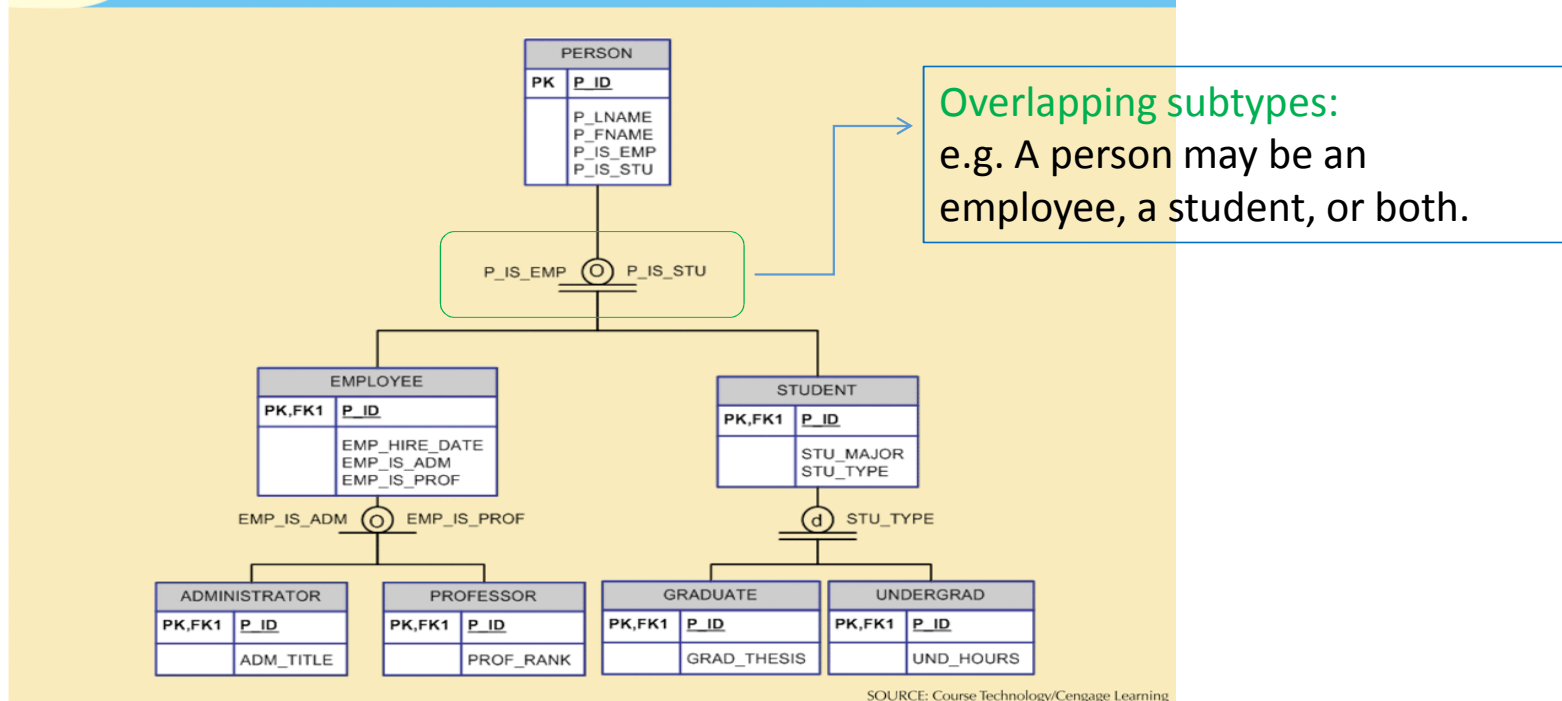 PERSON
PK P_ID
P_LNAME
P_FNAME
P_IS_EMP
P_IS_STU
Overlapping subtypes:
e.g. A person may be an
employee, a student, or both.
P_IS_EMP O P_IS_STU
EMPLOYEE
PK,FK1 P_ID
EMP_HIRE_DATE
EMP_IS_ADM
EMP_IS_PROF
STUDENT
PK,FK1 P_ID
STU_MAJOR
STU_TYPE
EMP_IS_ADM O EMP_IS_PROF
d STU_TYPE
ADMINISTRATOR
PK,FK1 P_ID
ADM_TITLE
PROFESSOR
PK,FK1 P_ID
PROF_RANK
GRADUATE
PK,FK1 P_ID
GRAD_THESIS
UNDERGRAD
PK,FK1 P_ID
UND_HOURS
SOURCE: Course Technology/Cengage Learning